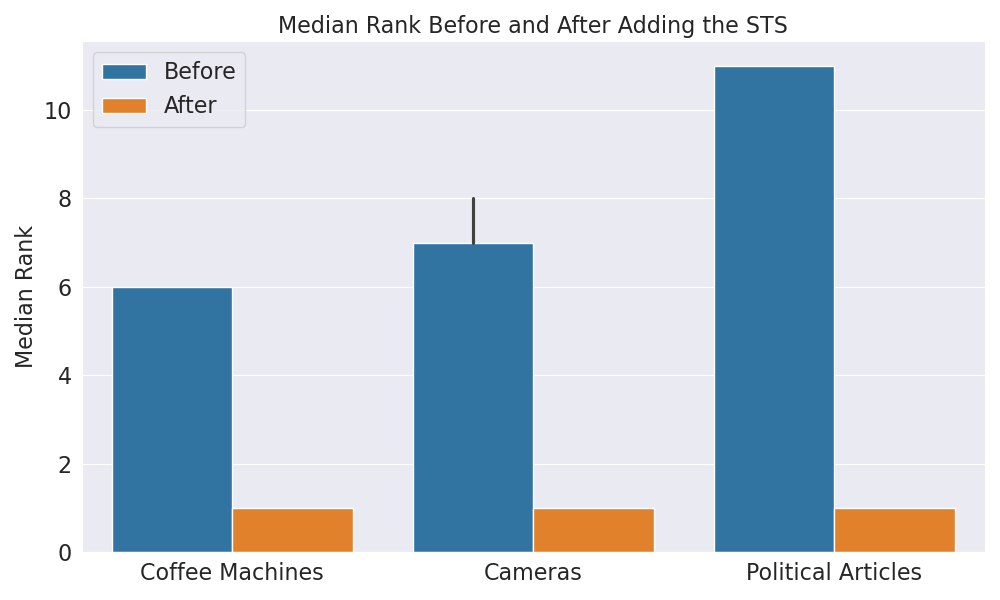 Median Rank Before and After Adding the STS
Before
After
Median Rank
10
8
6
4
2
0
Coffee Machines
Cameras
Political Articles